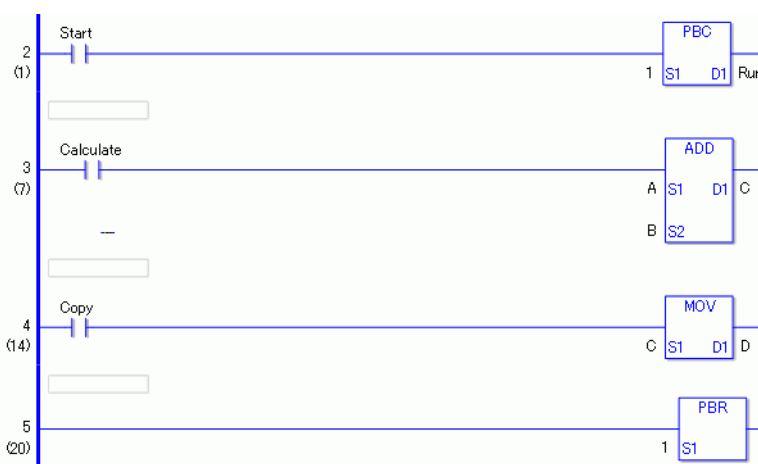 Start
PBC
2
(1)
1 S1 D1 Run
Calculate
ADD
3
(7)
A S1 D1 C
B S2
Copy
MOV
4
(14)
C S1 D1 D
PBR
5
(20)
1 S1